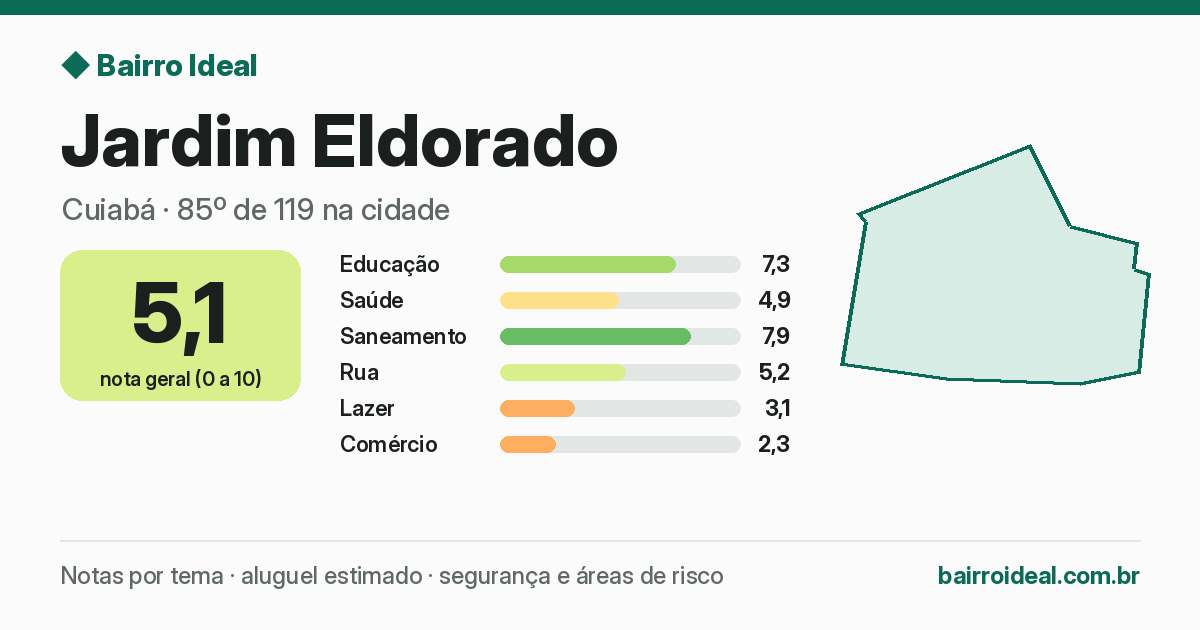 Bairro Ideal
Jardim Eldorado
Cuiabá · 85º de 119 na cidade
5,1
nota geral (0 a 10)
Educação 7,3
Saúde 4,9
Saneamento 7,9
Rua 5,2
Lazer 3,1
Comércio 2,3
Notas por tema · aluguel estimado · segurança e áreas de risco
bairroideal.com.br